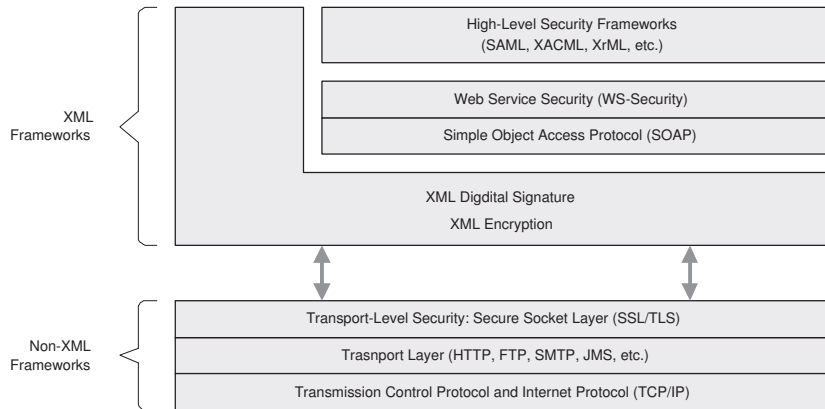 High-Level Security Frameworks
(SAML, XACML, XrML, etc.)
Web Service Security (WS-Security)
XML
Frameworks
Simple Object Access Protocol (SOAP)
XML Digdital Signature
XML Encryption
Transport-Level Security: Secure Socket Layer (SSL/TLS)
Non-XML
Frameworks
Trasnport Layer (HTTP, FTP, SMTP, JMS, etc.)
Transmission Control Protocol and Internet Protocol (TCP/IP)